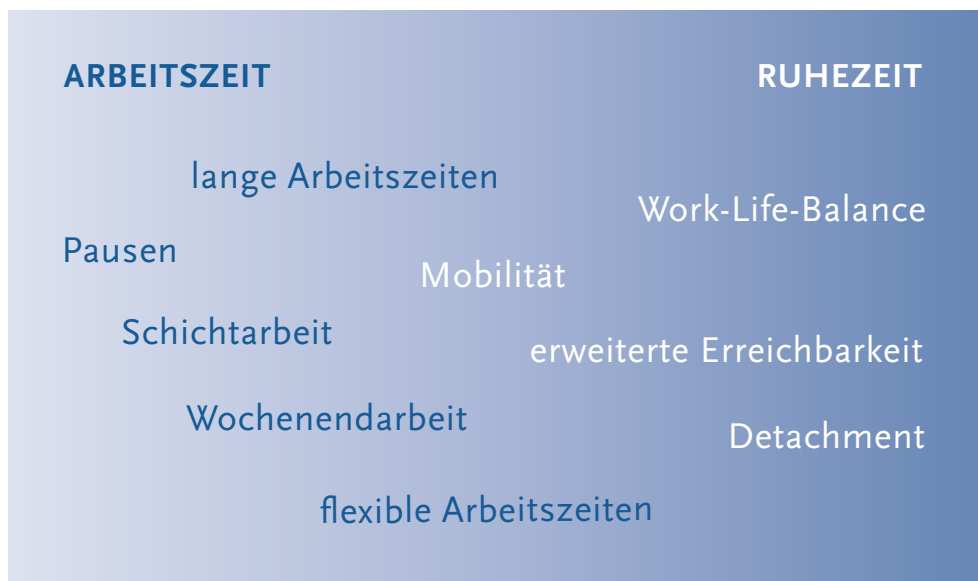 ARBEITSZEIT
RUHEZEIT
lange Arbeitszeiten
Work-Life-Balance
Pausen
Mobilität
Schichtarbeit
erweiterte Erreichbarkeit
Wochenendarbeit
Detachment
flexible Arbeitszeiten